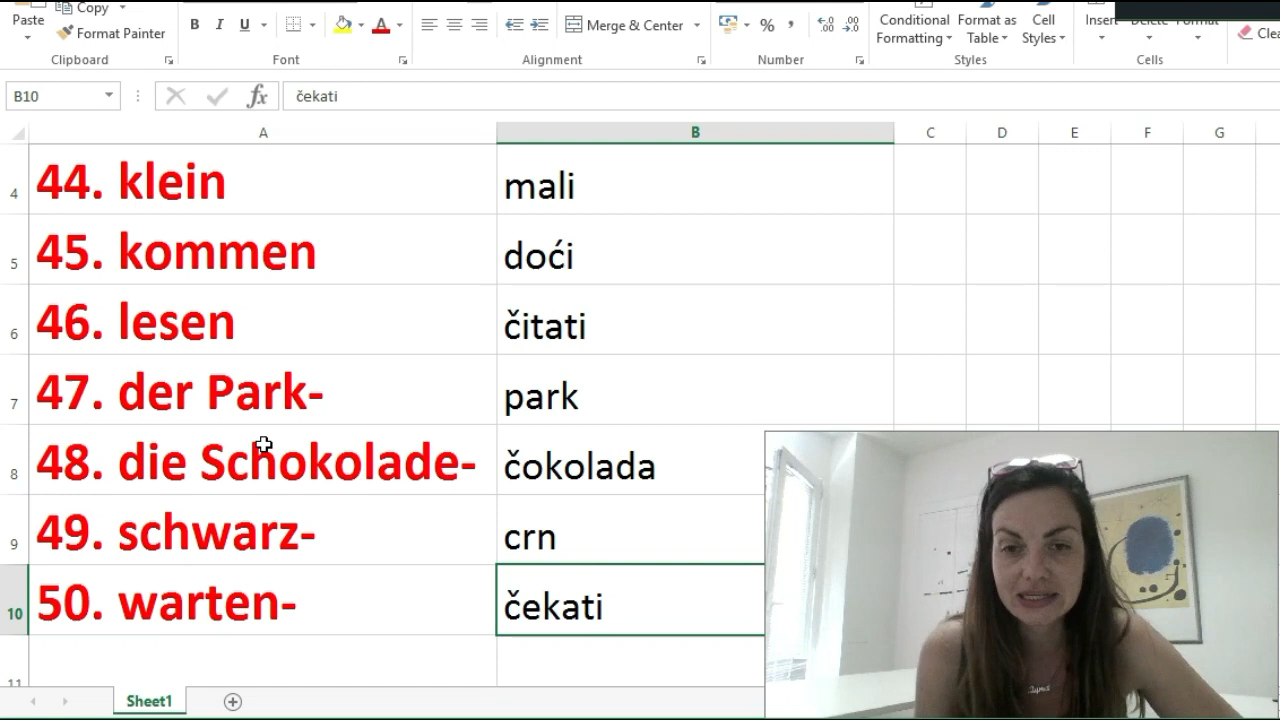 Paste Copy Format Painter
B I U A
Merge & Center
%
Conditional Formatting Format as Table Cell Styles
Insert Delete Format
Clipboard Font Alignment Number Styles Cells
B10 fx čekati
A B C D E F G
4 44. klein mali
5 45. kommen doći
6 46. lesen čitati
7 47. der Park- park
8 48. die Schokolade- čokolada
9 49. schwarz- crn
10 50. warten- čekati
11
Sheet1